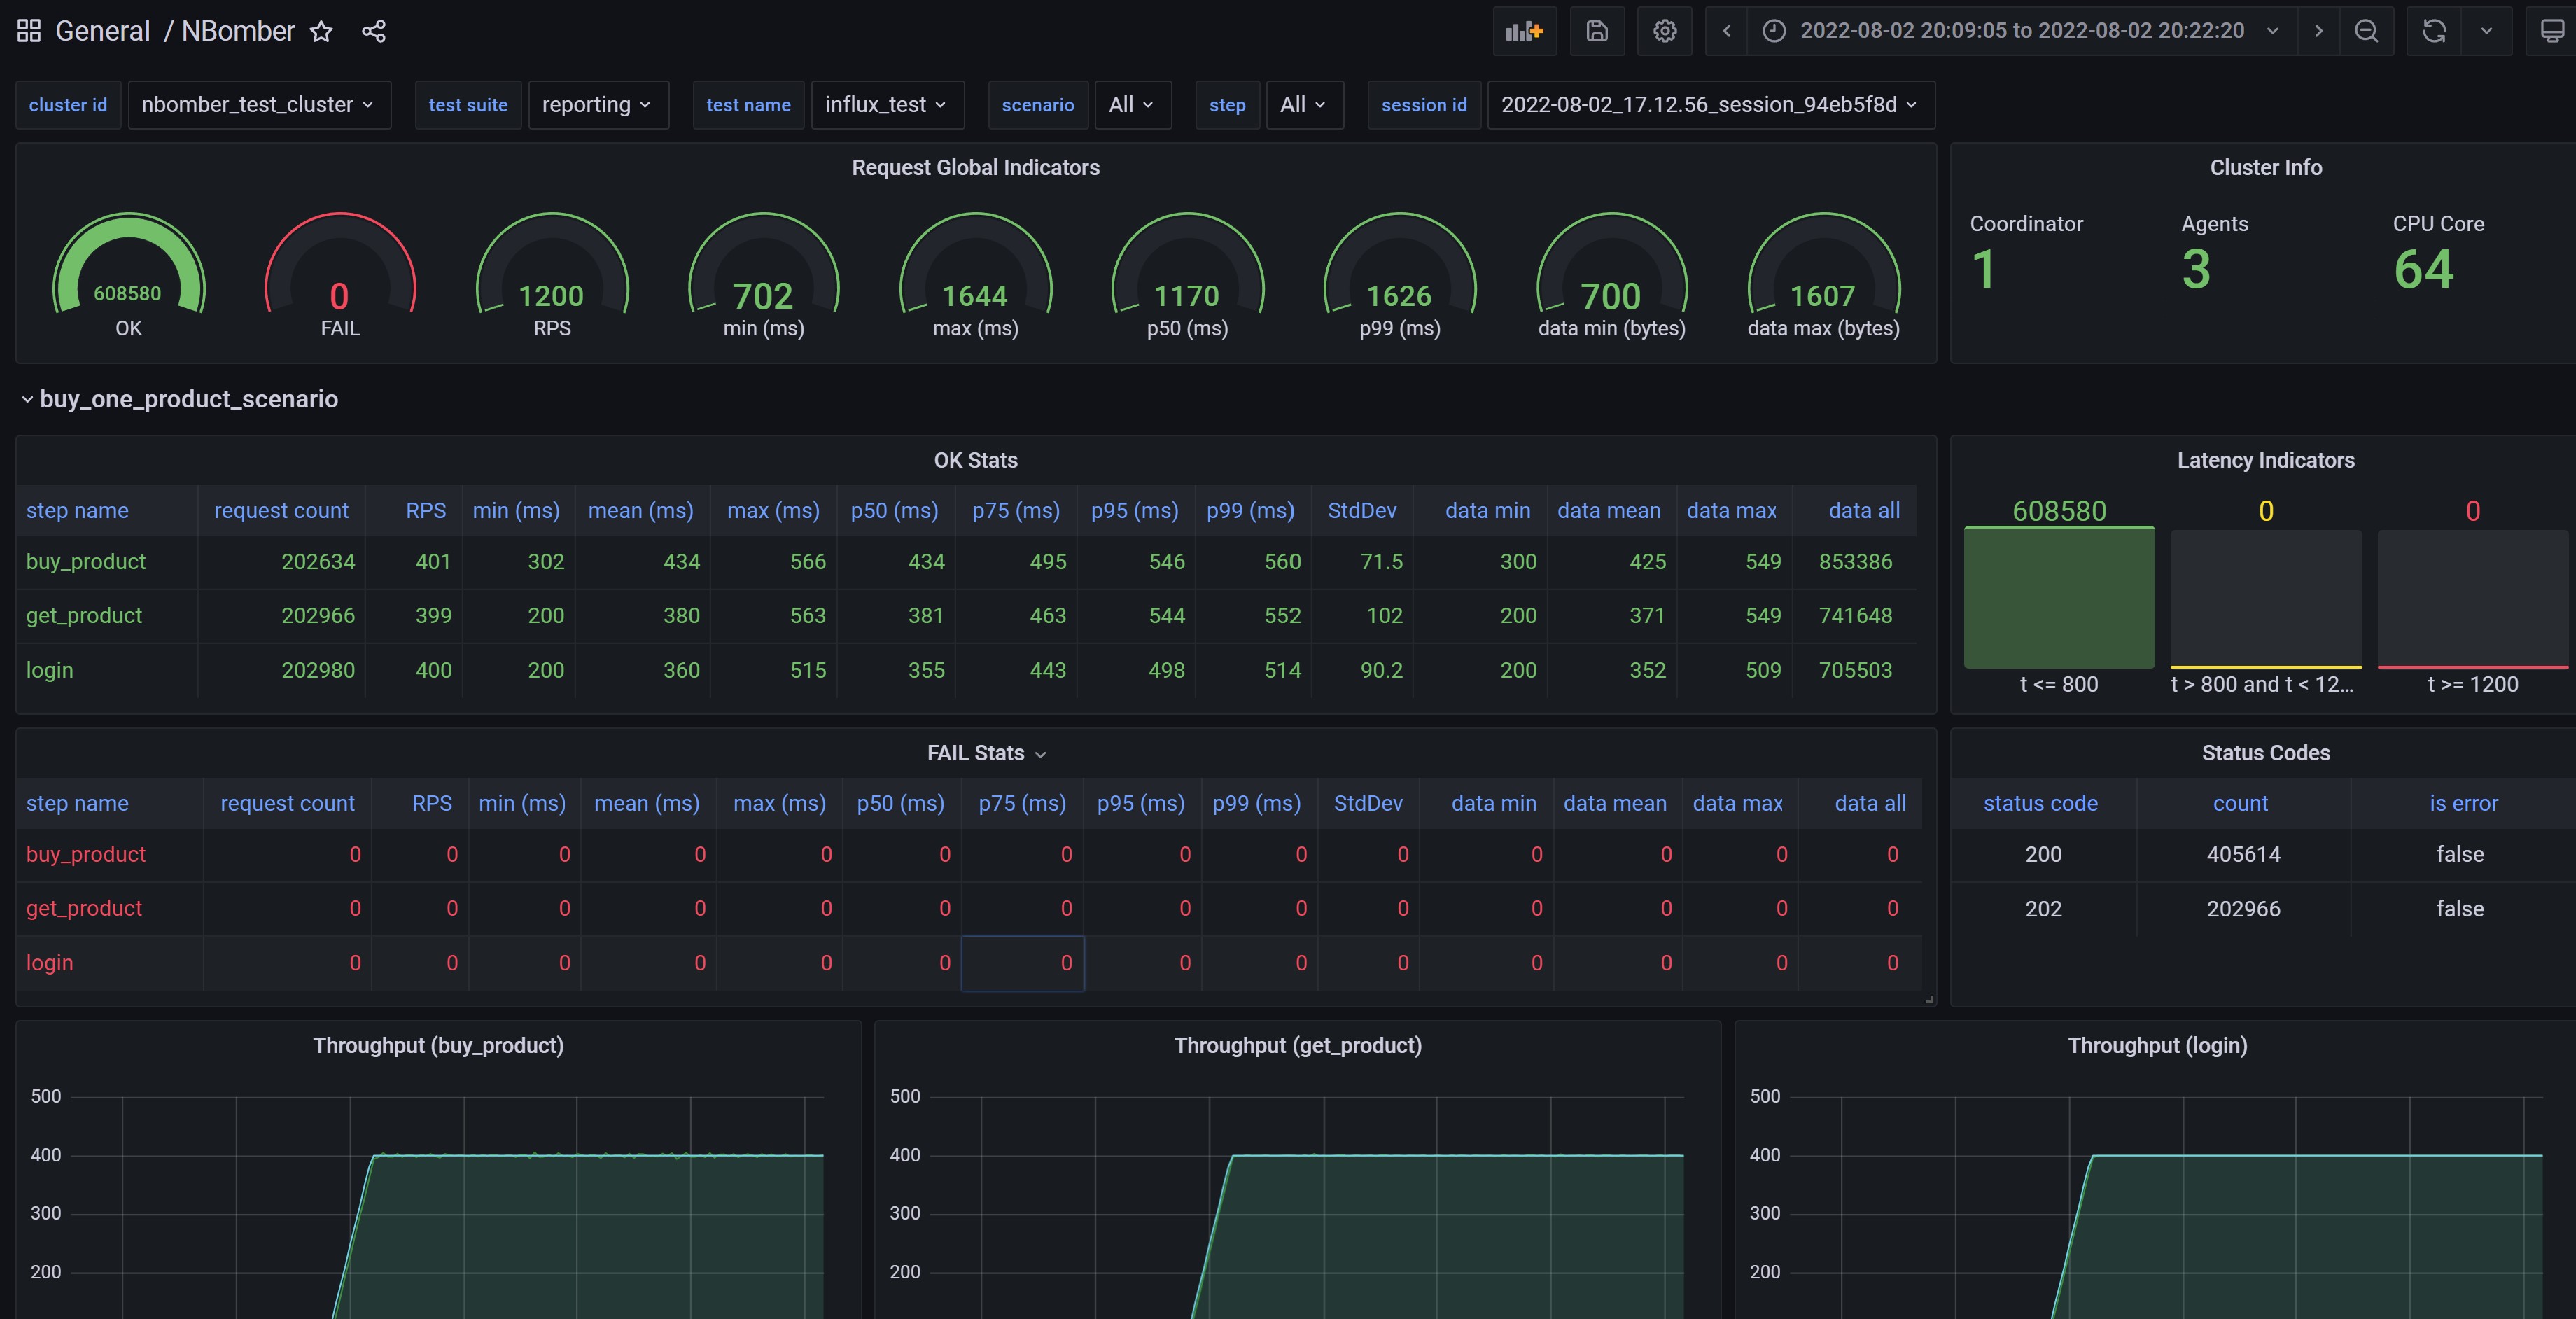 General / NBomber
2022-08-02 20:09:05 to 2022-08-02 20:22:20
cluster id nbomber_test_cluster test suite reporting test name influx_test scenario All step All session id 2022-08-02_17.12.56_session_94eb5f8d
Request Global Indicators
608580 0 1200 702 1644 1170 1626 700 1607
OK FAIL RPS min (ms) max (ms) p50 (ms) p99 (ms) data min (bytes) data max (bytes)
Cluster Info
Coordinator Agents CPU Core
1 3 64
buy_one_product_scenario
OK Stats
step name request count RPS min (ms) mean (ms) max (ms) p50 (ms) p75 (ms) p95 (ms) p99 (ms) StdDev data min data mean data max data all
buy_product 202634 401 302 434 566 434 495 546 560 71.5 300 425 549 853386
get_product 202966 399 200 380 563 381 463 544 552 102 200 371 549 741648
login 202980 400 200 360 515 355 443 498 514 90.2 200 352 509 705503
Latency Indicators
608580 0 0
t <= 800 t > 800 and t < 12... t >= 1200
FAIL Stats
step name request count RPS min (ms) mean (ms) max (ms) p50 (ms) p75 (ms) p95 (ms) p99 (ms) StdDev data min data mean data max data all
buy_product 0 0 0 0 0 0 0 0 0 0 0 0 0 0
get_product 0 0 0 0 0 0 0 0 0 0 0 0 0 0
login 0 0 0 0 0 0 0 0 0 0 0 0 0 0
Status Codes
status code count is error
200 405614 false
202 202966 false
Throughput (buy_product)
500
400
300
200
Throughput (get_product)
500
400
300
200
Throughput (login)
500
400
300
200